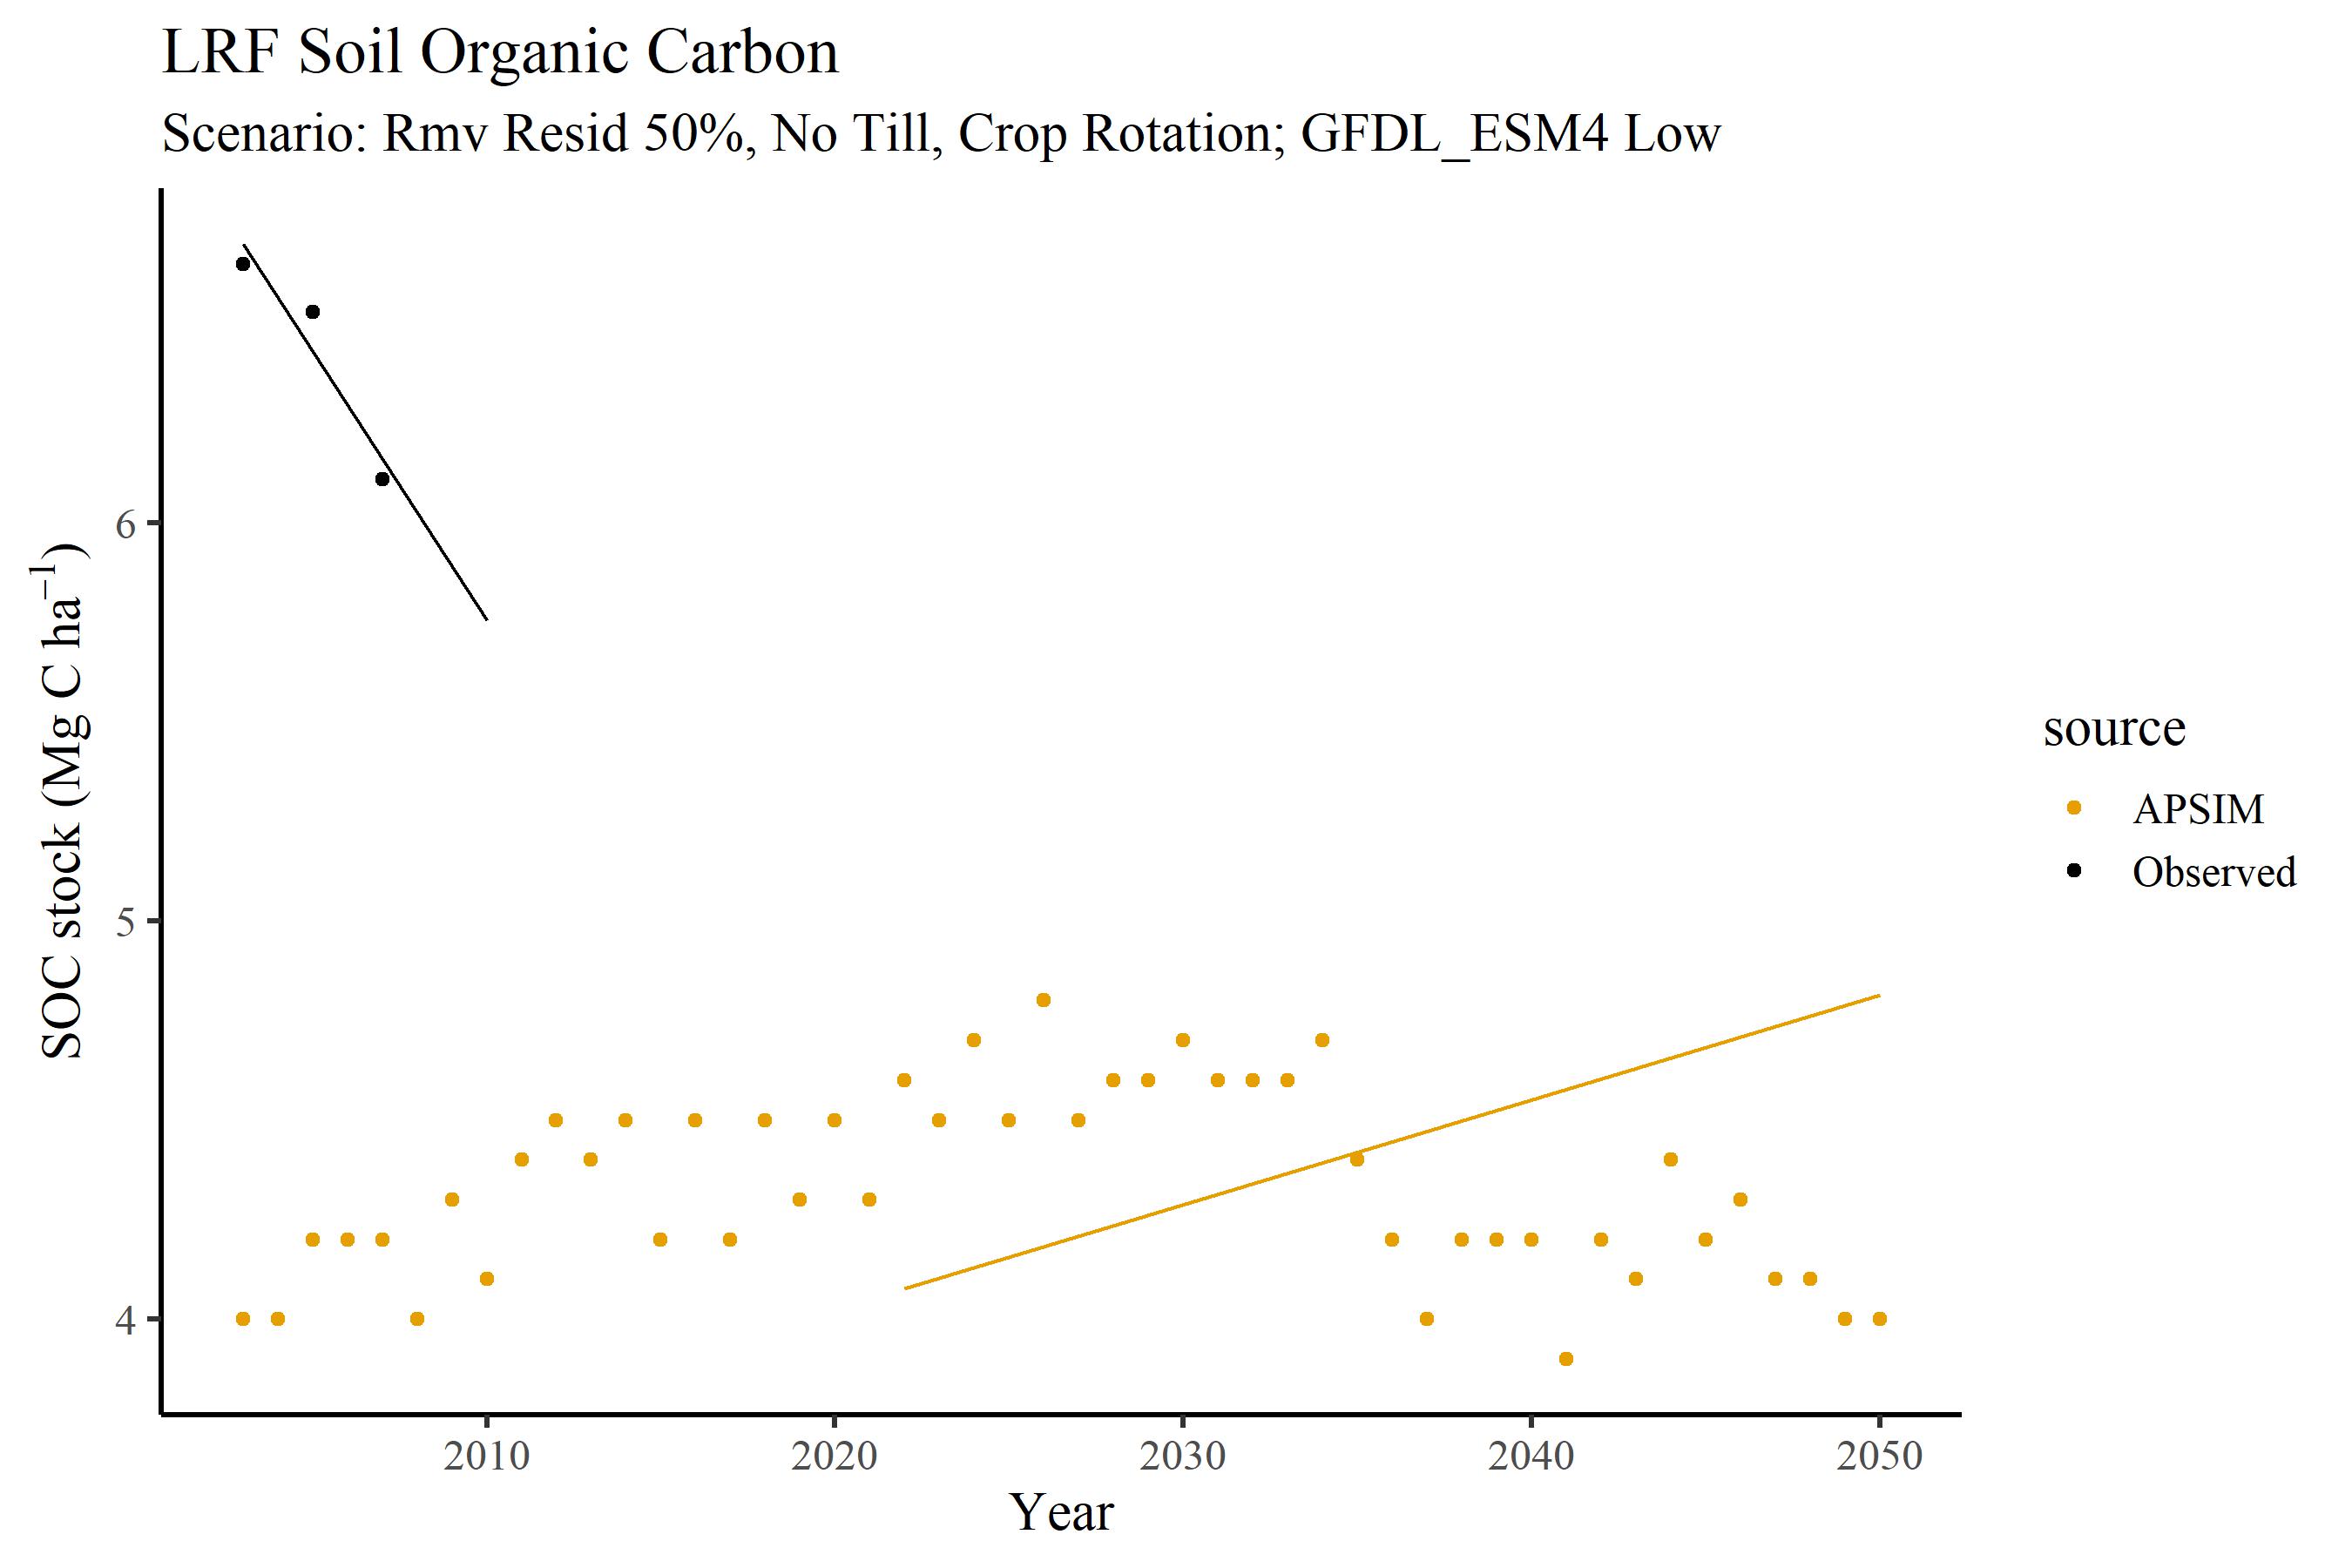 LRF Soil Organic Carbon
Scenario: Rmv Resid 50%, No Till, Crop Rotation; GFDL_ESM4 Low
SOC stock (Mg C ha⁻¹)
6
5
4
2010
2020
2030
2040
2050
Year
source
APSIM
Observed